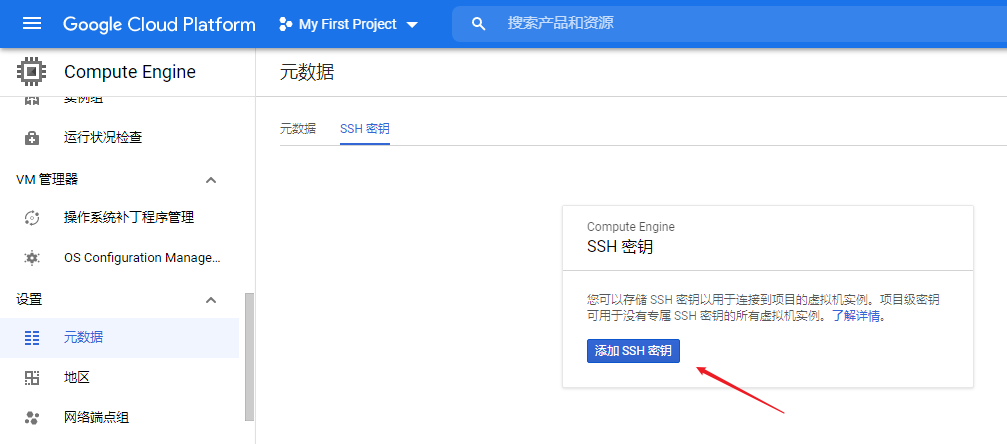 Google Cloud Platform
My First Project
搜索产品和资源
Compute Engine
元数据
实例组
运行状况检查
VM 管理器
操作系统补丁程序管理
OS Configuration Manage...
设置
元数据
地区
网络端点组
元数据
SSH 密钥
Compute Engine
SSH 密钥
您可以存储 SSH 密钥以用于连接到项目的虚拟机实例。项目级密钥
可用于没有专属 SSH 密钥的所有虚拟机实例。了解详情。
添加 SSH 密钥